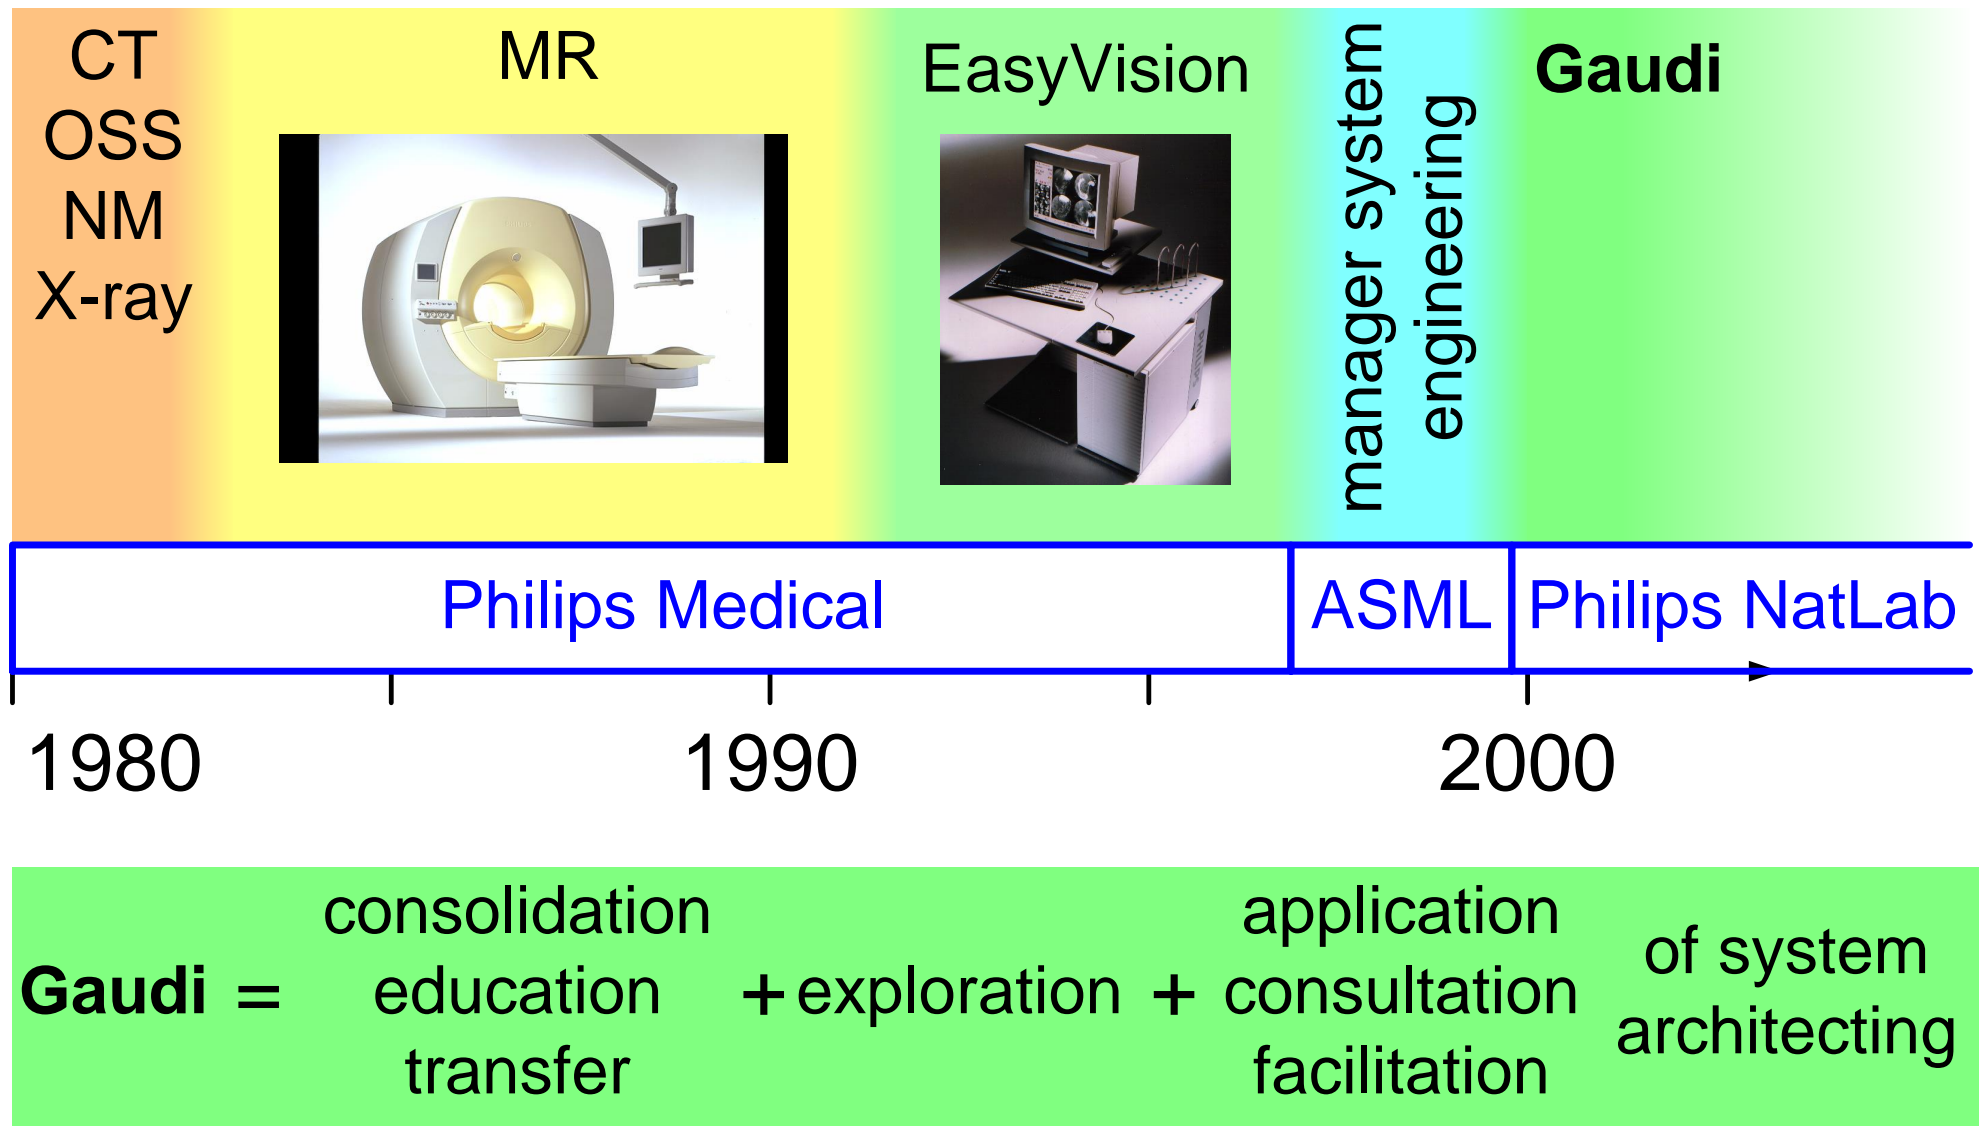 CT
OSS
NM
X-ray
MR
EasyVision
manager system
engineering
Gaudi
Philips Medical
ASML
Philips NatLab
1980
1990
2000
Gaudi =
consolidation
education
transfer
+
exploration
+
application
consultation
facilitation
of system
architecting